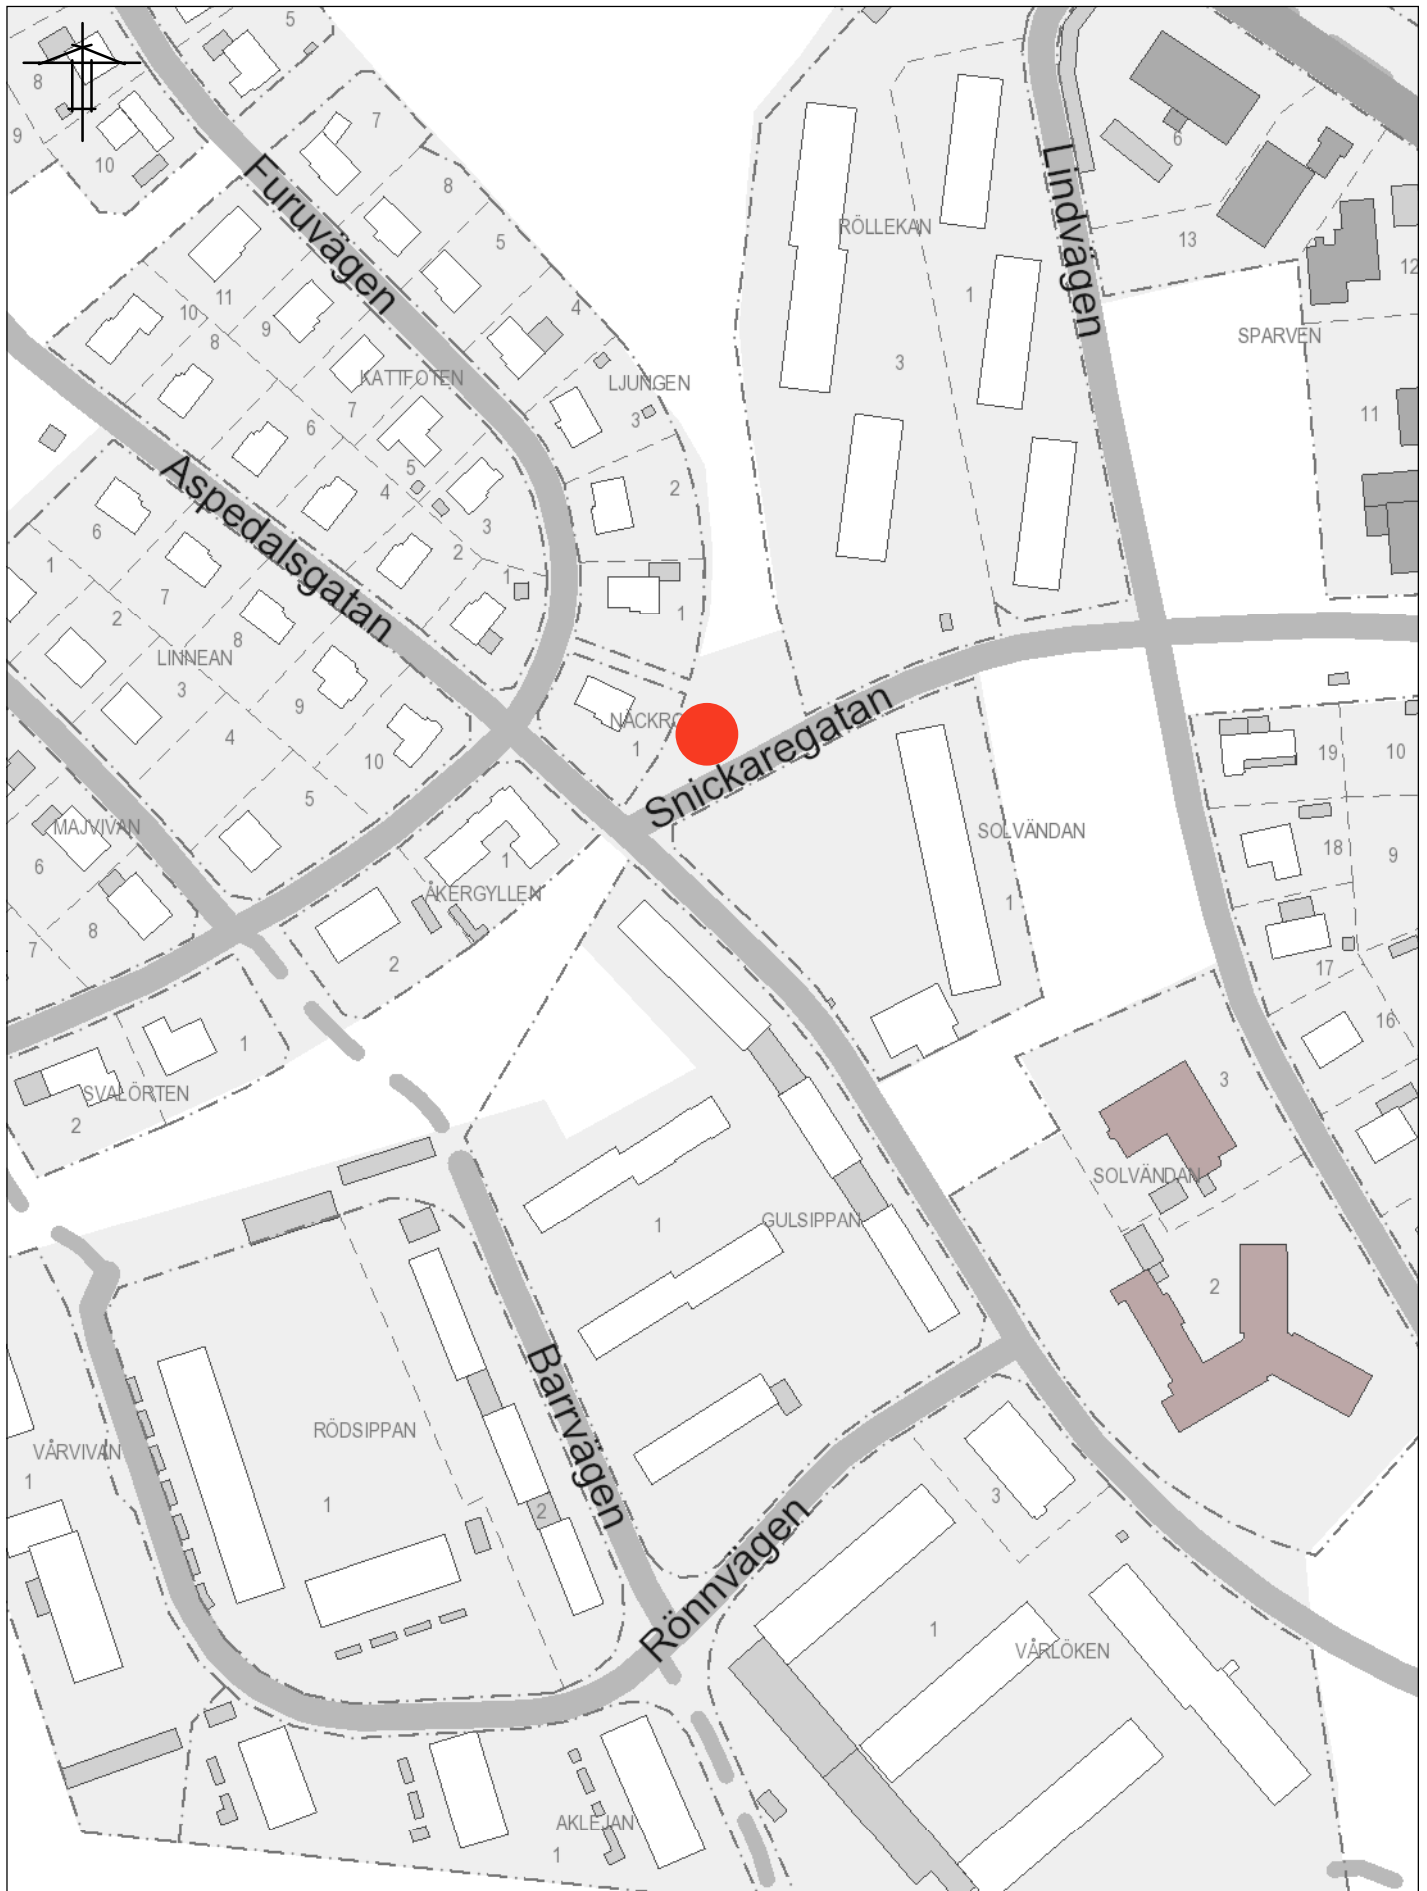 5
8
9
10
7
Furuvägen
8
5
11
10
9
8
4
KATTFOTEN
LJUNGEN
7
3
6
5
4
3
2
2
1
1
Aspedalsgatan
6
1
7
2
8
LINNEAN
3
9
4
10
5
RÖLLEKAN
1
3
Lindvägen
6
13
12
SPARVEN
11
1
Snickaregatan
MAJVIVAN
6
8
7
1
ÅKERGYLLEN
2
SOLVÄNDAN
1
19
10
18
9
17
16
1
SVALÖRTEN
2
3
SOLVÄNDAN
2
1
GULSIPPAN
Barrvägen
RÖDSIPPAN
1
2
VÅRVIVAN
1
3
Rönnvägen
1
VÅRLÖKEN
AKLEJAN
1